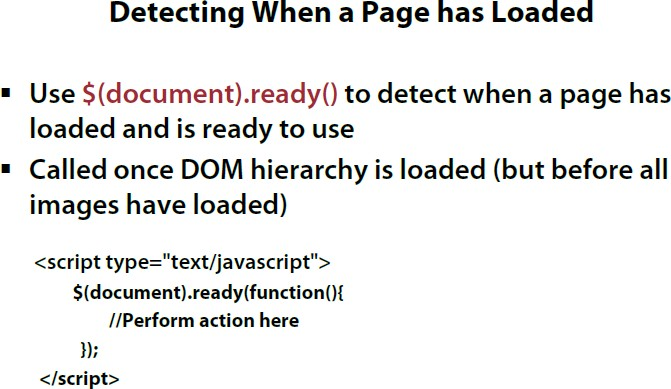 Detecting When a Page has Loaded
▪ Use $(document).ready() to detect when a page has
loaded and is ready to use
▪ Called once DOM hierarchy is loaded (but before all
images have loaded)
<script type="text/javascript">
$(document).ready(function(){
//Perform action here
});
</script>